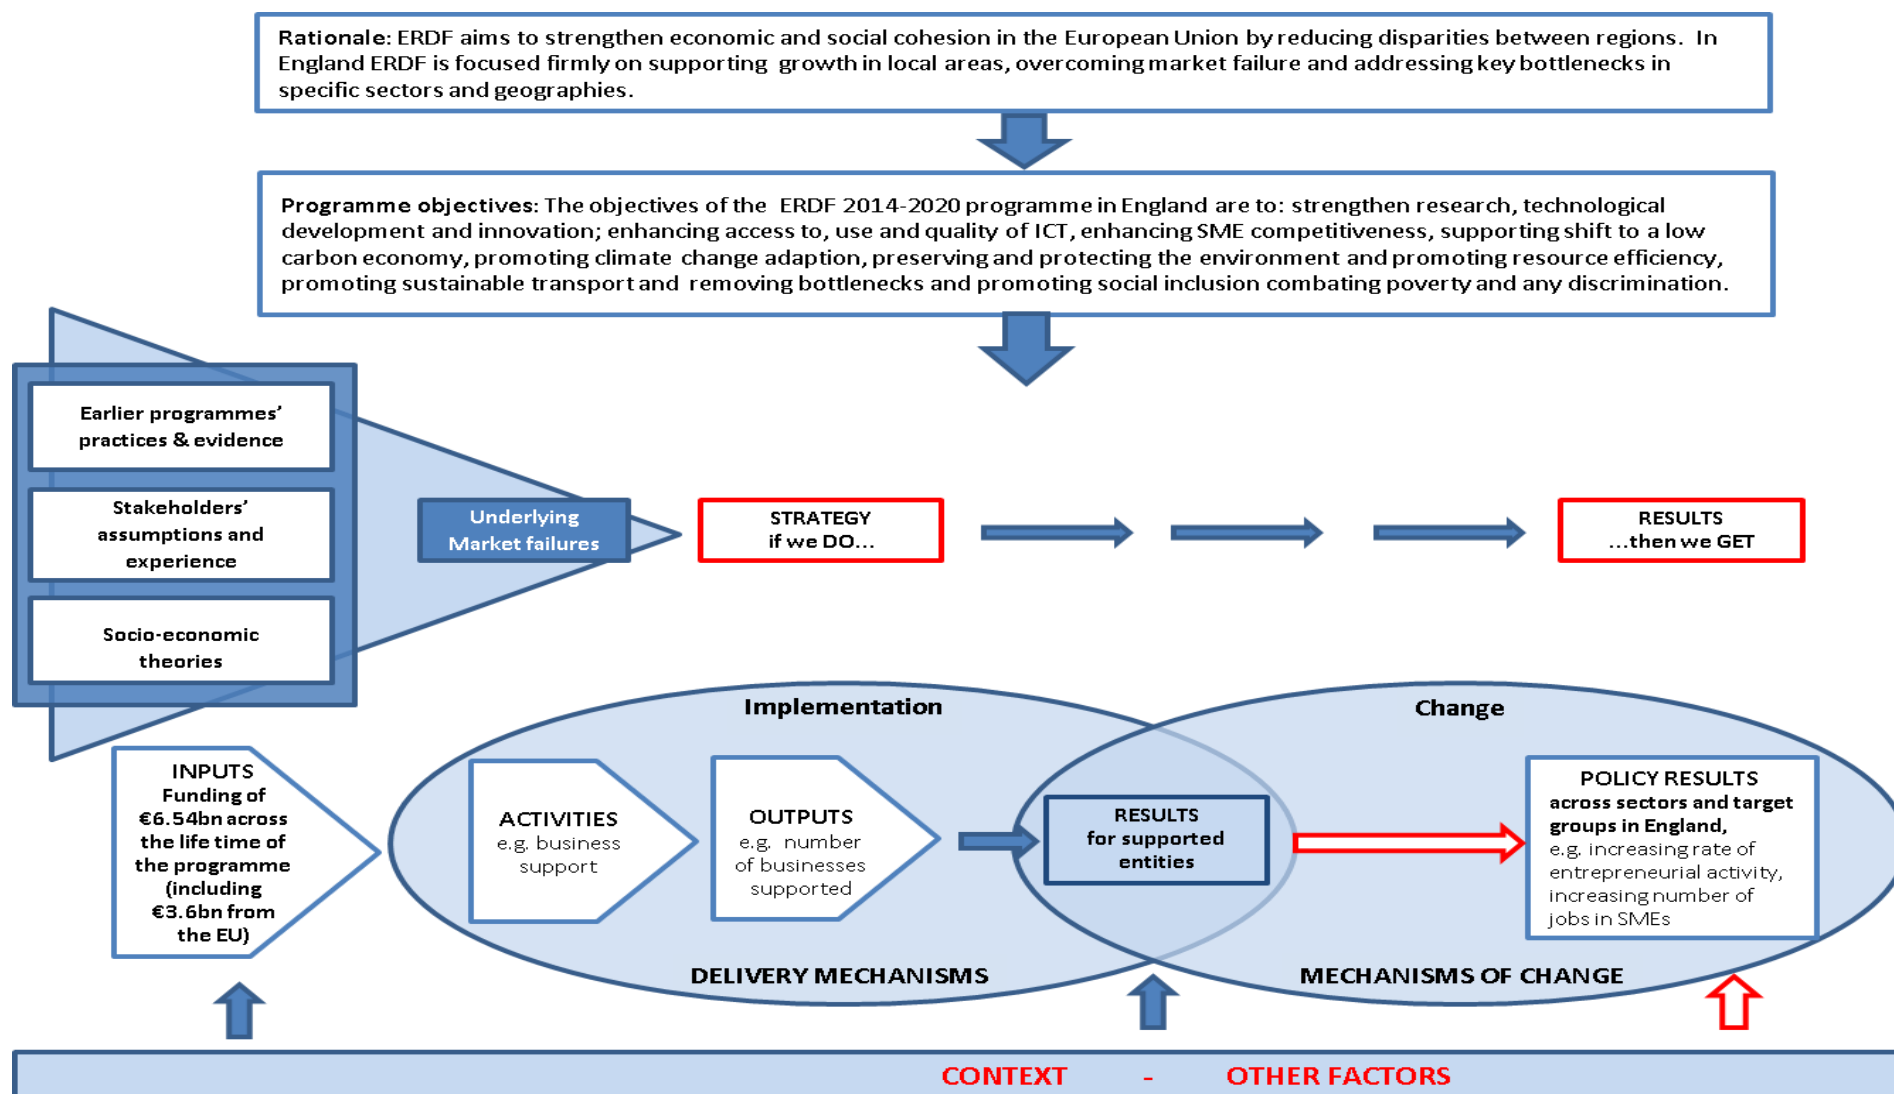 Rationale: ERDF aims to strengthen economic and social cohesion in the European Union by reducing disparities between regions. In
England ERDF is focused firmly on supporting growth in local areas, overcoming market failure and addressing key bottlenecks in
specific sectors and geographies.
Programme objectives: The objectives of the ERDF 2014-2020 programme in England are to: strengthen research, technological
development and innovation; enhancing access to, use and quality of ICT, enhancing SME competitiveness, supporting shift to a low
carbon economy, promoting climate change adaption, preserving and protecting the environment and promoting resource efficiency,
promoting sustainable transport and removing bottlenecks and promoting social inclusion combating poverty and any discrimination.
Earlier programmes’
practices & evidence
Stakeholders’
assumptions and
experience
Socio-economic
theories
Underlying
Market failures
STRATEGY
if we DO...
RESULTS
...then we GET
Implementation
Change
INPUTS
Funding of
€6.54bn across
the life time of
the programme
(including
€3.6bn from
the EU)
ACTIVITIES
e.g. business
support
OUTPUTS
e.g. number
of businesses
supported
RESULTS
for supported
entities
POLICY RESULTS
across sectors and target
groups in England,
e.g. increasing rate of
entrepreneurial activity,
increasing number of
jobs in SMEs
DELIVERY MECHANISMS
MECHANISMS OF CHANGE
CONTEXT - OTHER FACTORS